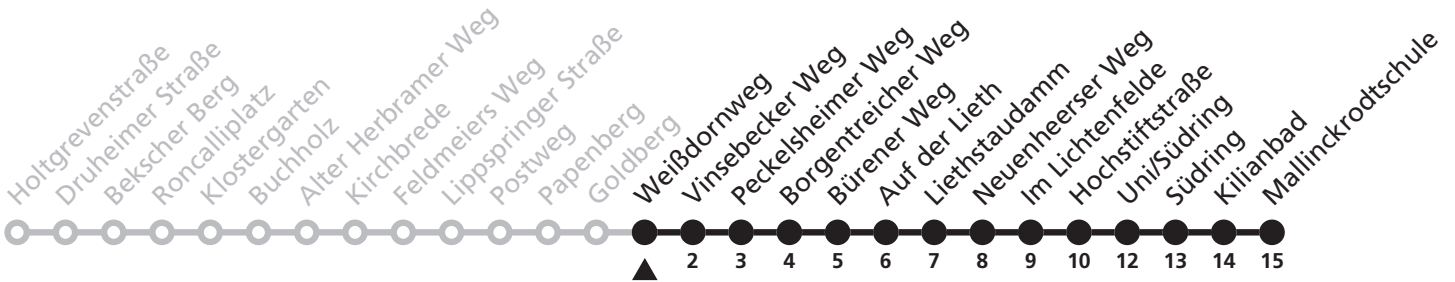 Holtgrevenstraße
Druheimer Straße
Bekscher Berg
Roncalliplatz
Klostergarten
Buchholz
Alter Herbramer Weg
Kirchbrede
Feldmeiers Weg
Lippspringer Straße
Postweg
Papenberg
Goldberg
Weißdornweg
Vinsebecker Weg
Peckelsheimer Weg
Borgentreicher Weg
Bürener Weg
Auf der Lieth
Liethstaudamm
Neuenheerser Weg
Im Lichtenfelde
Hochstiftstraße
Uni/Südring
Südring
Kilianbad
Mallinckrodtschule
2 3 4 5 6 7 8 9 10 12 13 14 15